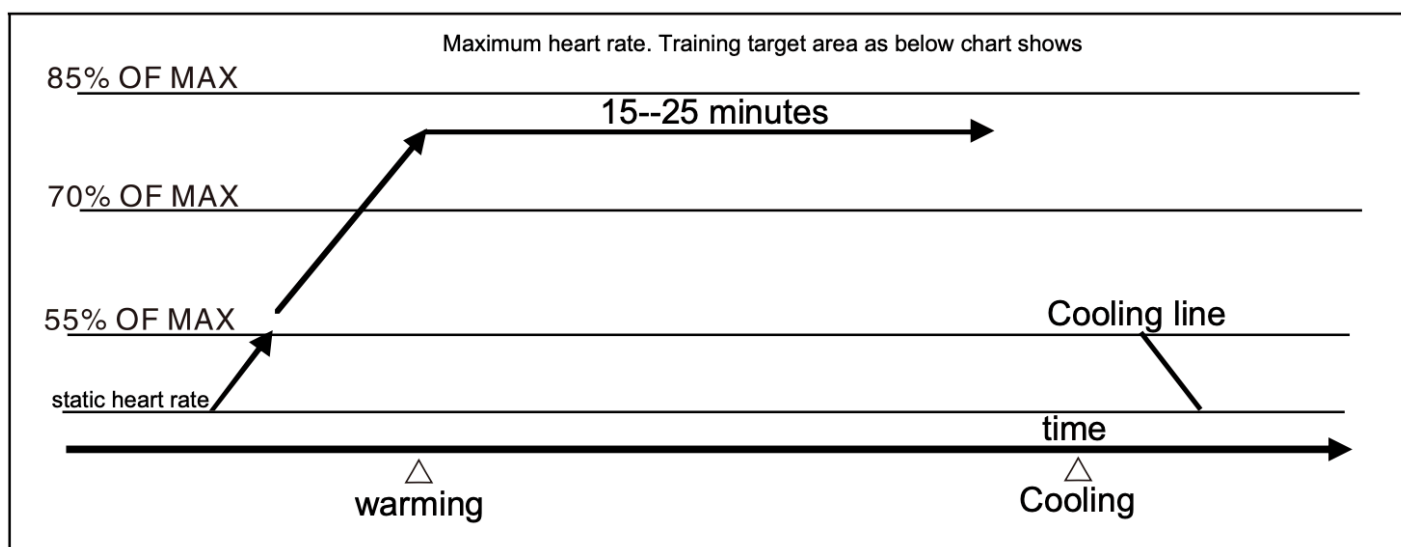 Maximum heart rate. Training target area as below chart shows
85% OF MAX
15--25 minutes
70% OF MAX
55% OF MAX
Cooling line
static heart rate
time
warming
Cooling